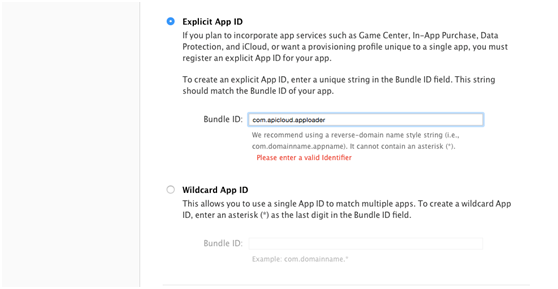 Explicit App ID
If you plan to incorporate app services such as Game Center, In-App Purchase, Data
Protection, and iCloud, or want a provisioning profile unique to a single app, you must
register an explicit App ID for your app.
To create an explicit App ID, enter a unique string in the Bundle ID field. This string
should match the Bundle ID of your app.
Bundle ID: com.apicloud.apploader
We recommend using a reverse-domain name style string (i.e.,
com.domainname.appname). It cannot contain an asterisk (*).
Please enter a valid Identifier
Wildcard App ID
This allows you to use a single App ID to match multiple apps. To create a wildcard App
ID, enter an asterisk (*) as the last digit in the Bundle ID field.
Bundle ID:
Example: com.domainname.*